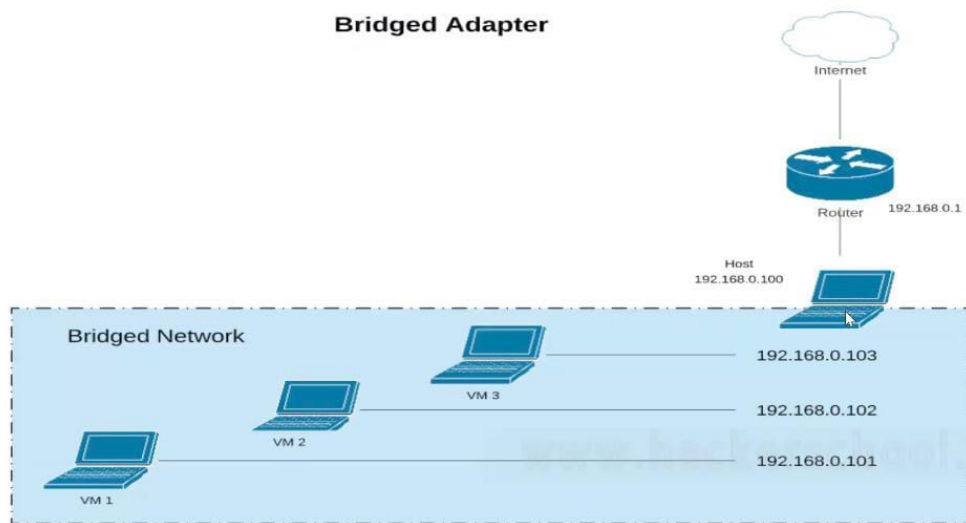 Bridged Adapter
Internet
Router
192.168.0.1
Host
192.168.0.100
Bridged Network
192.168.0.103
VM 3
192.168.0.102
VM 2
192.168.0.101
VM 1